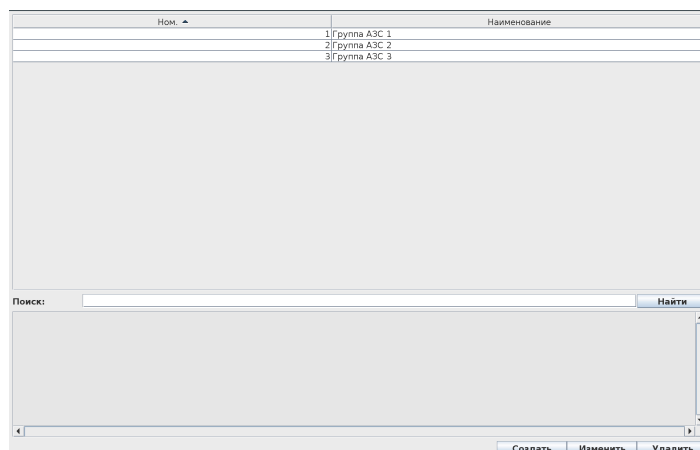 Ном. Наименование
1 Группа АЗС 1
2 Группа АЗС 2
3 Группа АЗС 3
Поиск: Найти
Создать Изменить Удалить